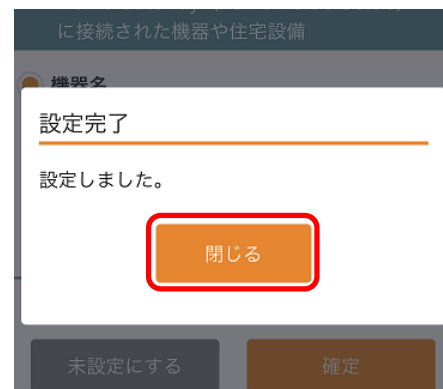 に接続された機器や住宅設備
機器名
設定完了
設定しました。
閉じる
未設定にする
確定